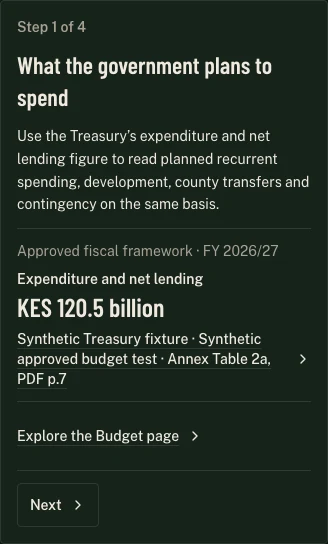 Step 1 of 4
What the government plans to
spend
Use the Treasury’s expenditure and net
lending figure to read planned recurrent
spending, development, county transfers and
contingency on the same basis.
Approved fiscal framework · FY 2026/27
Expenditure and net lending
KES 120.5 billion
Synthetic Treasury fixture · Synthetic
approved budget test · Annex Table 2a,
PDF p.7
Explore the Budget page
Next